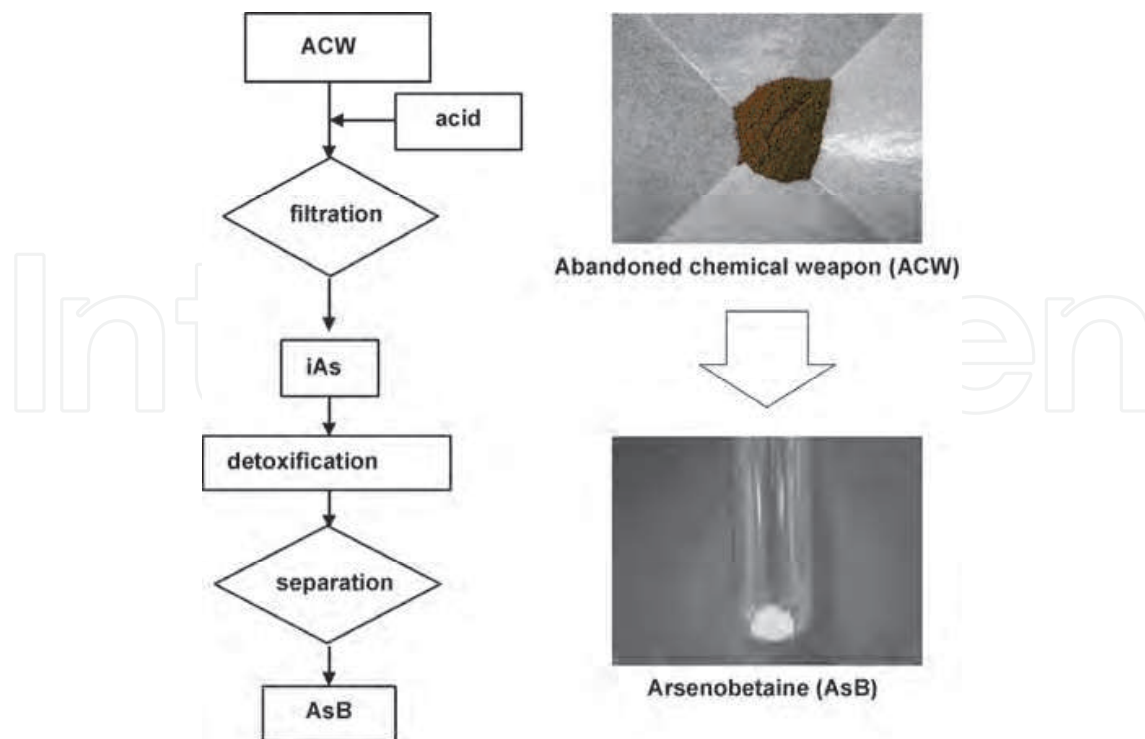 ACW
acid
filtration
iAs
detoxification
separation
AsB
Abandoned chemical weapon (ACW)
Arsenobetaine (AsB)